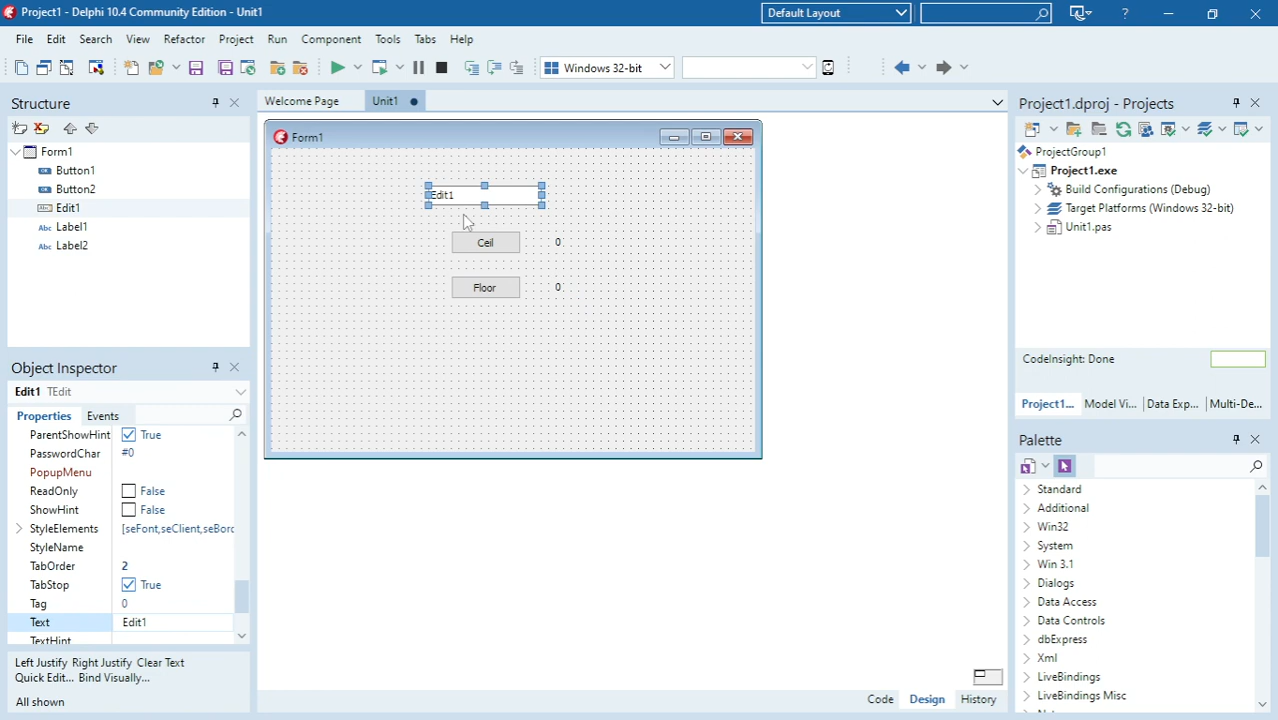 Project1 - Delphi 10.4 Community Edition - Unit1
Default Layout
?
File Edit Search View Refactor Project Run Component Tools Tabs Help
Windows 32-bit
Structure
Form1
Button1
Button2
Edit1
Label1
Label2
Object Inspector
Edit1 TEdit
Properties Events
ParentShowHint True
PasswordChar #0
PopupMenu
ReadOnly False
ShowHint False
StyleElements [seFont,seClient,seBord
StyleName
TabOrder 2
TabStop True
Tag 0
Text Edit1
TextHint
Left Justify Right Justify Clear Text
Quick Edit... Bind Visually...
All shown
Welcome Page Unit1
Form1
Edit1
Ceil 0
Floor 0
Code Design History
Project1.dproj - Projects
ProjectGroup1
Project1.exe
Build Configurations (Debug)
Target Platforms (Windows 32-bit)
Unit1.pas
CodeInsight: Done
Project1... Model Vi... Data Exp... Multi-De...
Palette
Standard
Additional
Win32
System
Win 3.1
Dialogs
Data Access
Data Controls
dbExpress
Xml
LiveBindings
LiveBindings Misc